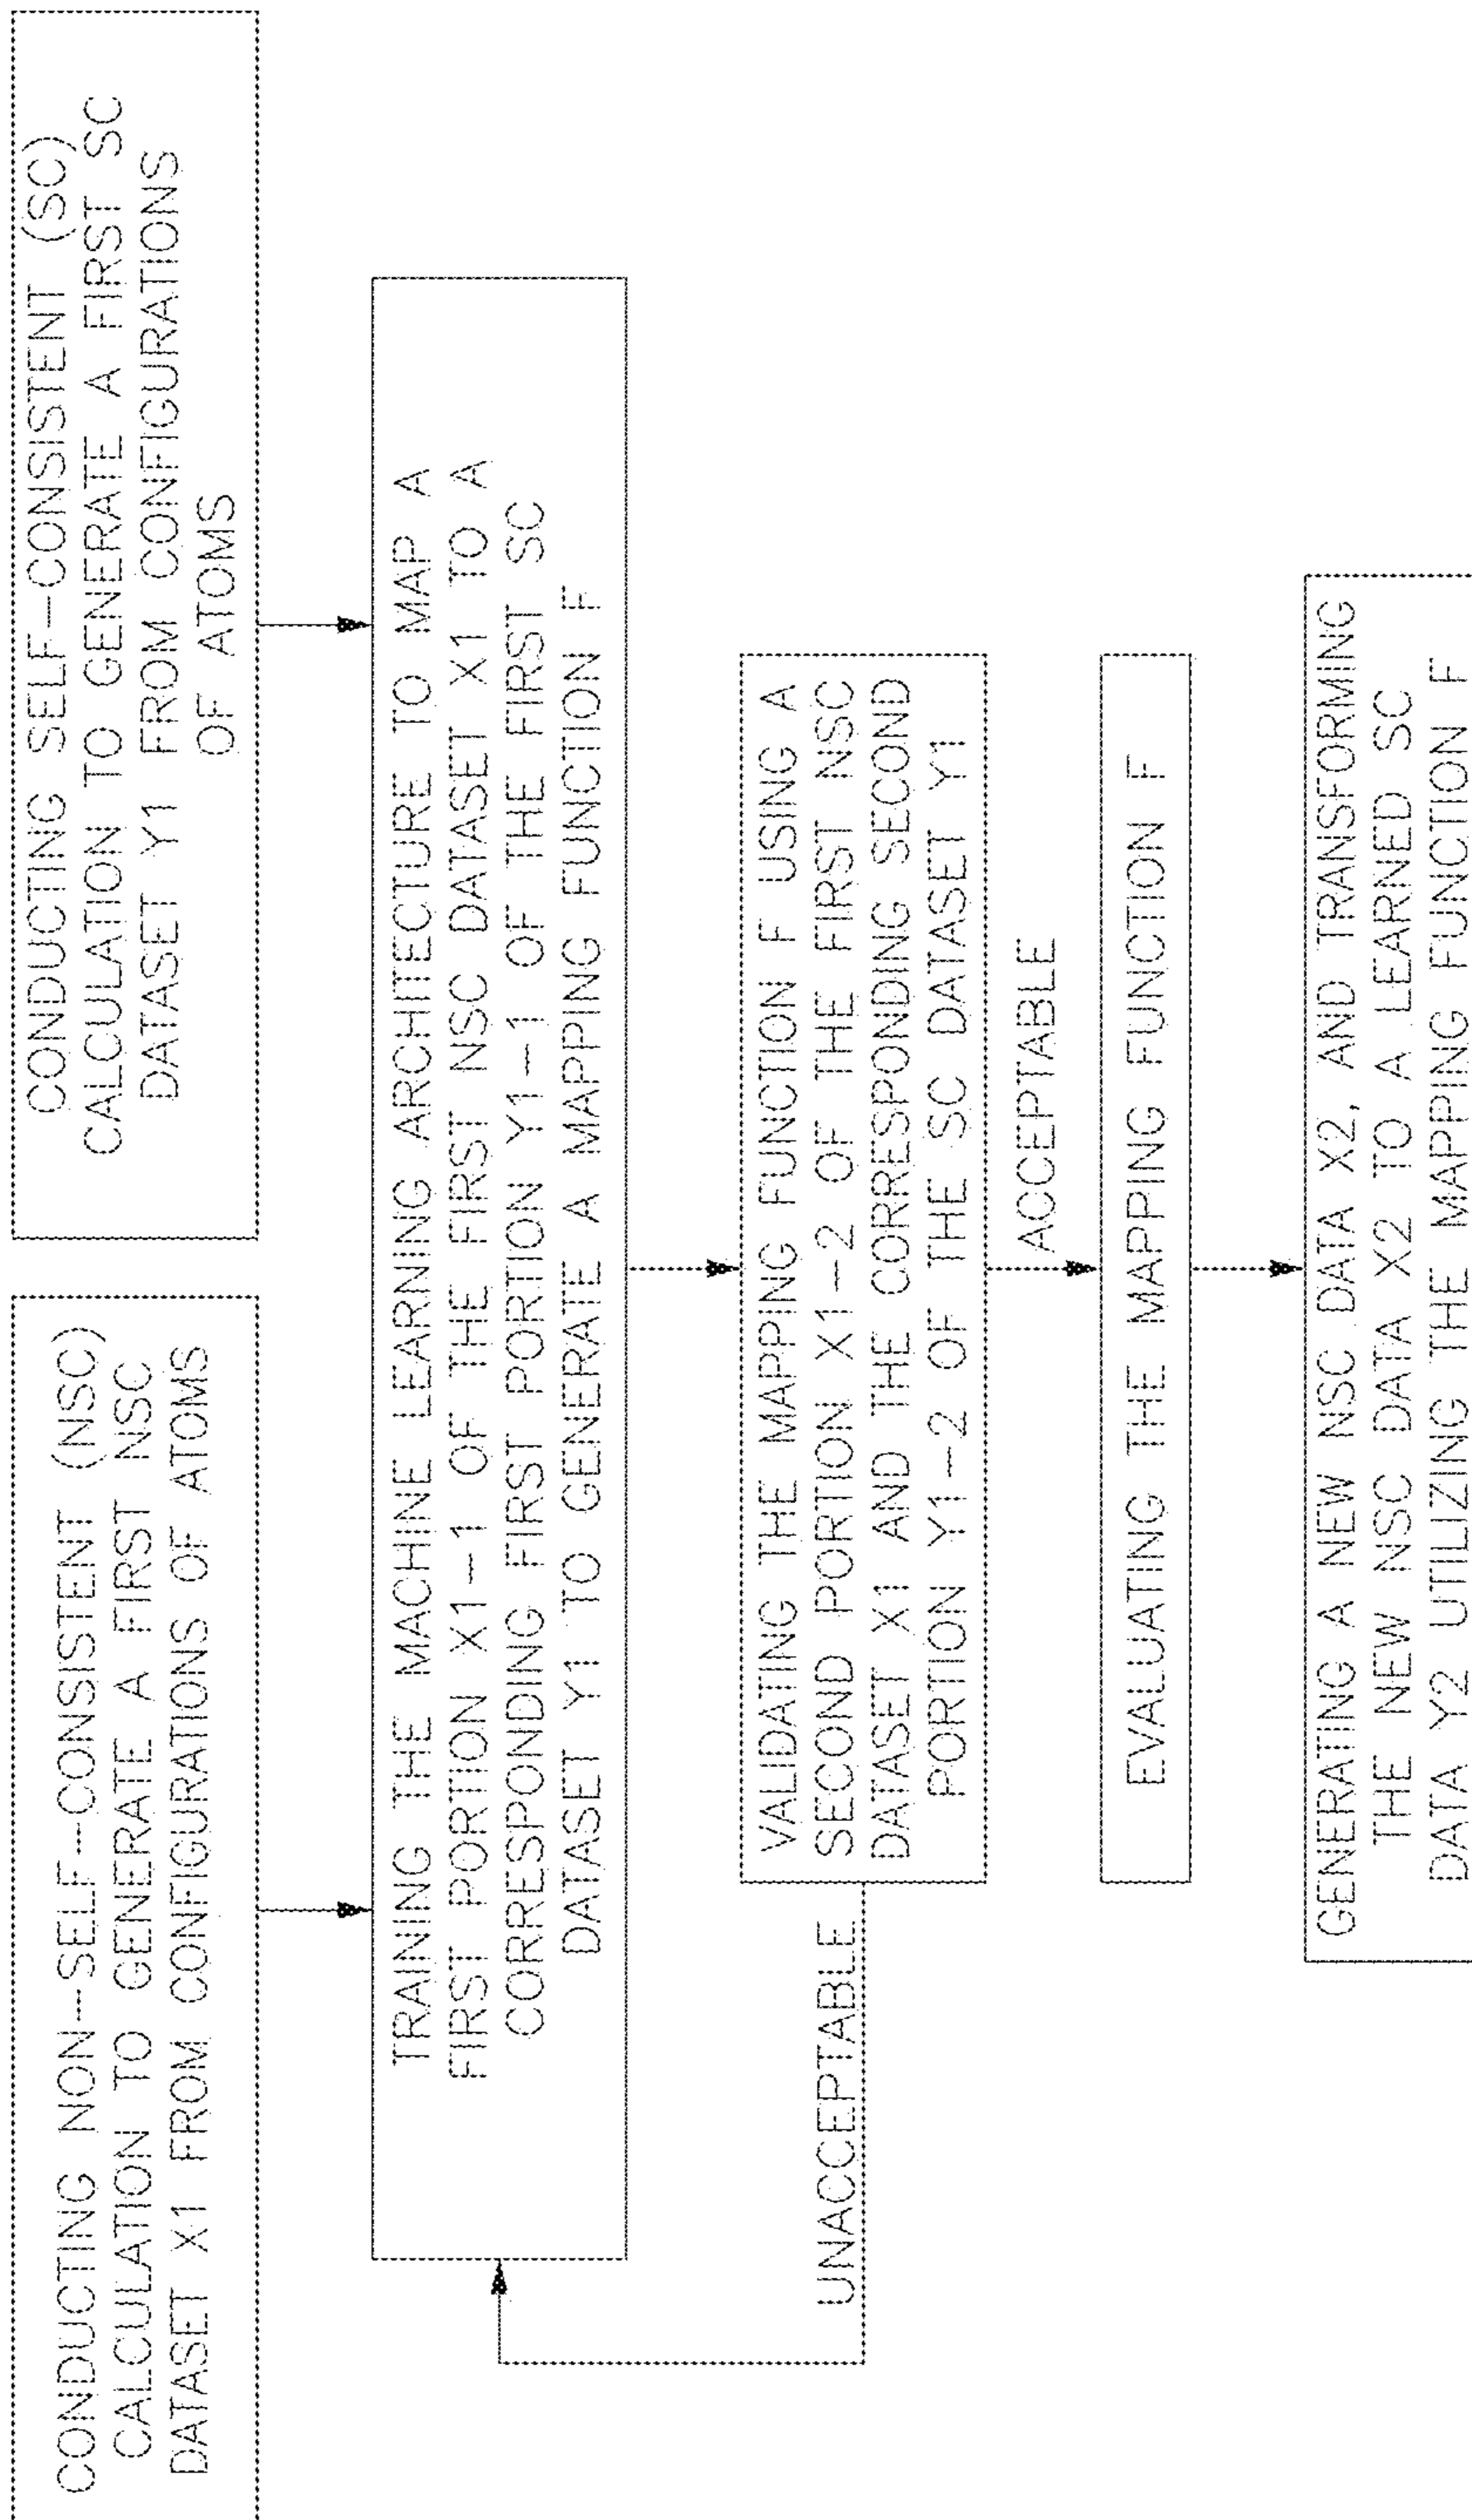 CONDUCTING NON-SELF-CONSISTENT (NSC)
CALCULATION TO GENERATE A FIRST NSC
DATASET X1 FROM CONFIGURATIONS OF ATOMS
CONDUCTING SELF-CONSISTENT (SC)
CALCULATION TO GENERATE A FIRST SC
DATASET Y1 FROM CONFIGURATIONS
OF ATOMS
TRAINING THE MACHINE LEARNING ARCHITECTURE TO MAP A
FIRST PORTION X1-1 OF THE FIRST NSC DATASET X1 TO A
CORRESPONDING FIRST PORTION Y1-1 OF THE FIRST SC
DATASET Y1 TO GENERATE A MAPPING FUNCTION F
VALIDATING THE MAPPING FUNCTION F USING A
SECOND PORTION X1-2 OF THE FIRST NSC
DATASET X1 AND THE CORRESPONDING SECOND
PORTION Y1-2 OF THE SC DATASET Y1
UNACCEPTABLE
ACCEPTABLE
EVALUATING THE MAPPING FUNCTION F
GENERATING A NEW NSC DATA X2, AND TRANSFORMING
THE NEW NSC DATA X2 TO A LEARNED SC
DATA Y2 UTILIZING THE MAPPING FUNCTION F